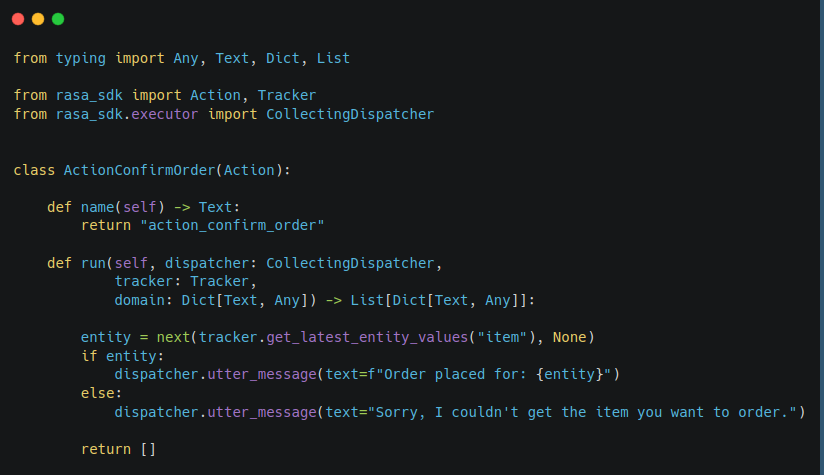 from typing import Any, Text, Dict, List

from rasa_sdk import Action, Tracker
from rasa_sdk.executor import CollectingDispatcher


class ActionConfirmOrder(Action):

    def name(self) -> Text:
        return "action_confirm_order"

    def run(self, dispatcher: CollectingDispatcher,
            tracker: Tracker,
            domain: Dict[Text, Any]) -> List[Dict[Text, Any]]:

        entity = next(tracker.get_latest_entity_values("item"), None)
        if entity:
            dispatcher.utter_message(text=f"Order placed for: {entity}")
        else:
            dispatcher.utter_message(text="Sorry, I couldn't get the item you want to order.")

        return []